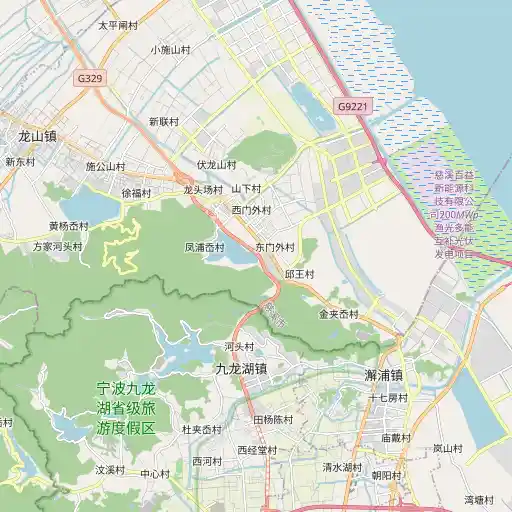 太平闸村
小施山村
G329
G9221
新联村
龙山镇
新东村
施公山村
伏龙山村
徐福村
龙头场村
山下村
西门外村
慈溪百益
新能源科
技有限公
司200MWp
渔光多能
互补光伏
发电项目
黄杨岙村
方家河头村
凤浦岙村
东门外村
邱王村
金夹岙村
慈溪市
河头村
九龙湖镇
澥浦镇
宁波九龙
湖省级旅
游度假区
十七房村
田杨陈村
杜夹岙村
庙戴村
西经堂村
岚山村
西河村
汶溪村
中心村
清水湖村
朝阳村
湾塘村
村